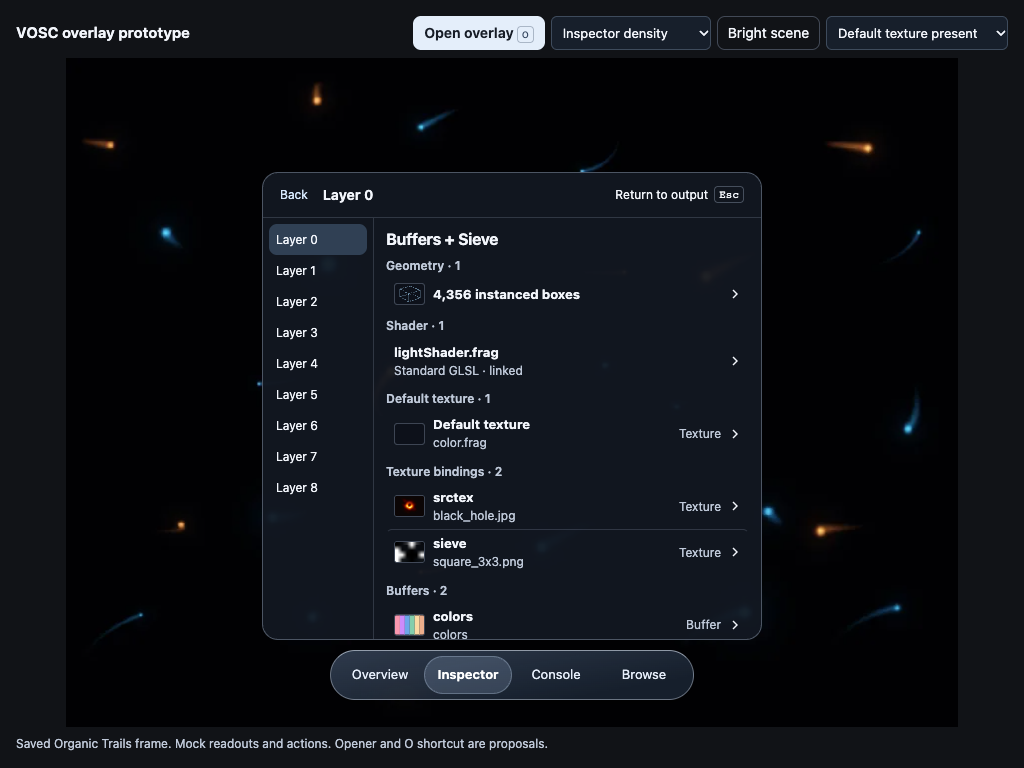 VOSC overlay prototype
Open overlay o
Inspector density
Bright scene
Default texture present
Back Layer 0
Return to output Esc
Layer 0
Layer 1
Layer 2
Layer 3
Layer 4
Layer 5
Layer 6
Layer 7
Layer 8
Buffers + Sieve
Geometry · 1
4,356 instanced boxes
Shader · 1
lightShader.frag
Standard GLSL · linked
Default texture · 1
Default texture
color.frag
Texture
Texture bindings · 2
srctex
black_hole.jpg
Texture
sieve
square_3x3.png
Texture
Buffers · 2
colors
colors
Buffer
Overview
Inspector
Console
Browse
Saved Organic Trails frame. Mock readouts and actions. Opener and O shortcut are proposals.